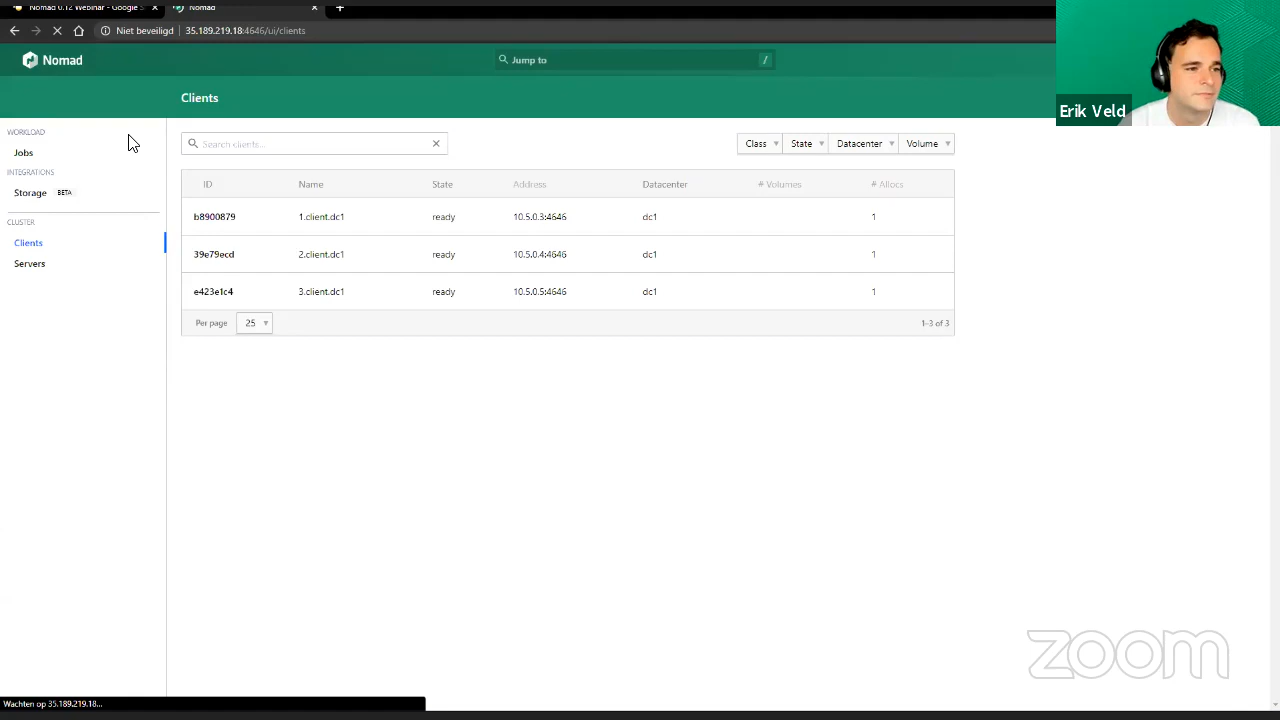 Nomad 0.12 Webinar - Google S
Nomad
Niet beveiligd
35.189.219.18:4646/ui/clients
Nomad
Jump to
/
Erik Veld
Clients
WORKLOAD
Jobs
INTEGRATIONS
Storage BETA
CLUSTER
Clients
Servers
Search clients...
Class State Datacenter Volume
ID Name State Address Datacenter # Volumes # Allocs
b8900879 1.client.dc1 ready 10.5.0.3:4646 dc1 1
39e79ecd 2.client.dc1 ready 10.5.0.4:4646 dc1 1
e423e1c4 3.client.dc1 ready 10.5.0.5:4646 dc1 1
Per page 25 1–3 of 3
zoom
Wachten op 35.189.219.18...